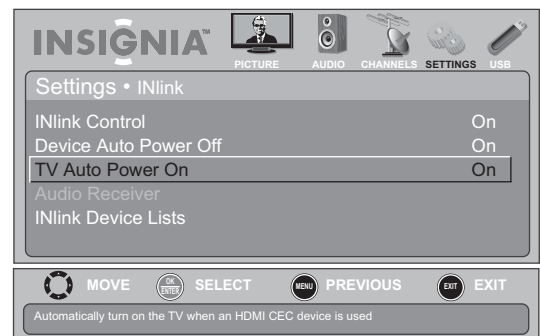 INSIGNIA™
PICTURE AUDIO CHANNELS SETTINGS USB
Settings • INlink
INlink Control On
Device Auto Power Off On
TV Auto Power On On
Audio Receiver
INlink Device Lists
MOVE OK ENTER SELECT MENU PREVIOUS EXIT EXIT
Automatically turn on the TV when an HDMI CEC device is used